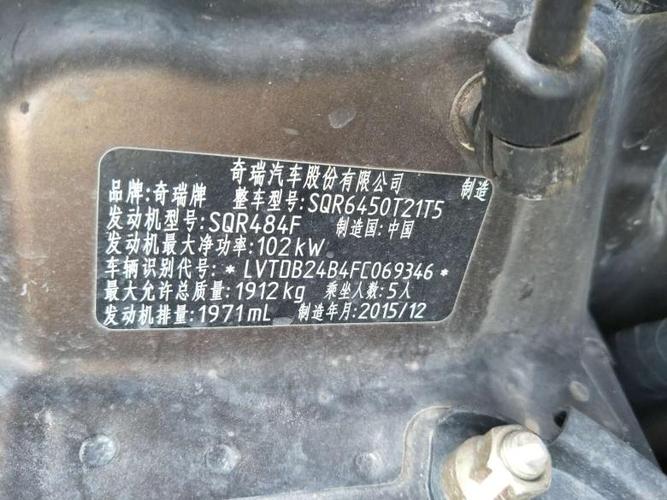 奇瑞汽车股份有限公司 制造
品牌:奇瑞牌 整车型号:SQR6450T21T5
发动机型号:SQR484F 制造国:中国
发动机最大净功率:102kW
车辆识别代号:*LVTDB24B4FC069346*
最大允许总质量:1912kg 乘坐人数:5人
发动机排量:1971mL 制造年月:2015/12